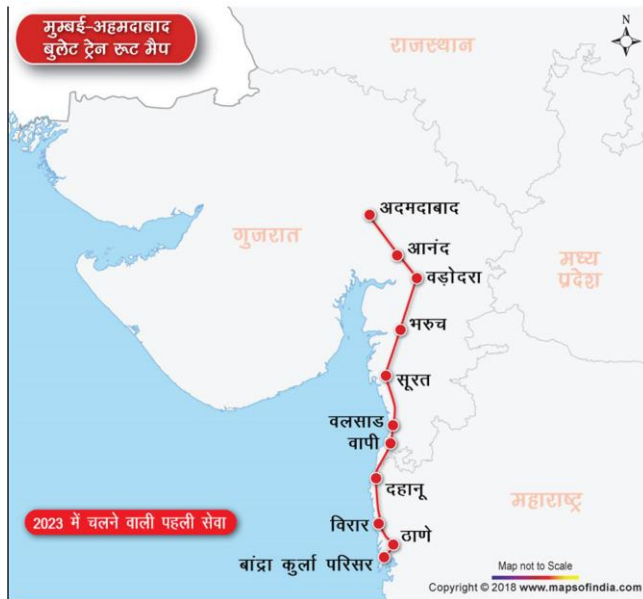 मुम्बई-अहमदाबाद
बुलेट ट्रेन रूट मैप
N
राजस्थान
अदमदाबाद
गुजरात
आनंद
मध्य
प्रदेश
वड़ोदरा
भरुच
सूरत
वलसाड
वापी
दहानू
महाराष्ट्र
2023 में चलने वाली पहली सेवा
विरार
ठाणे
बांद्रा कुर्ला परिसर
Map not to Scale
Copyright © 2018 www.mapsofindia.com